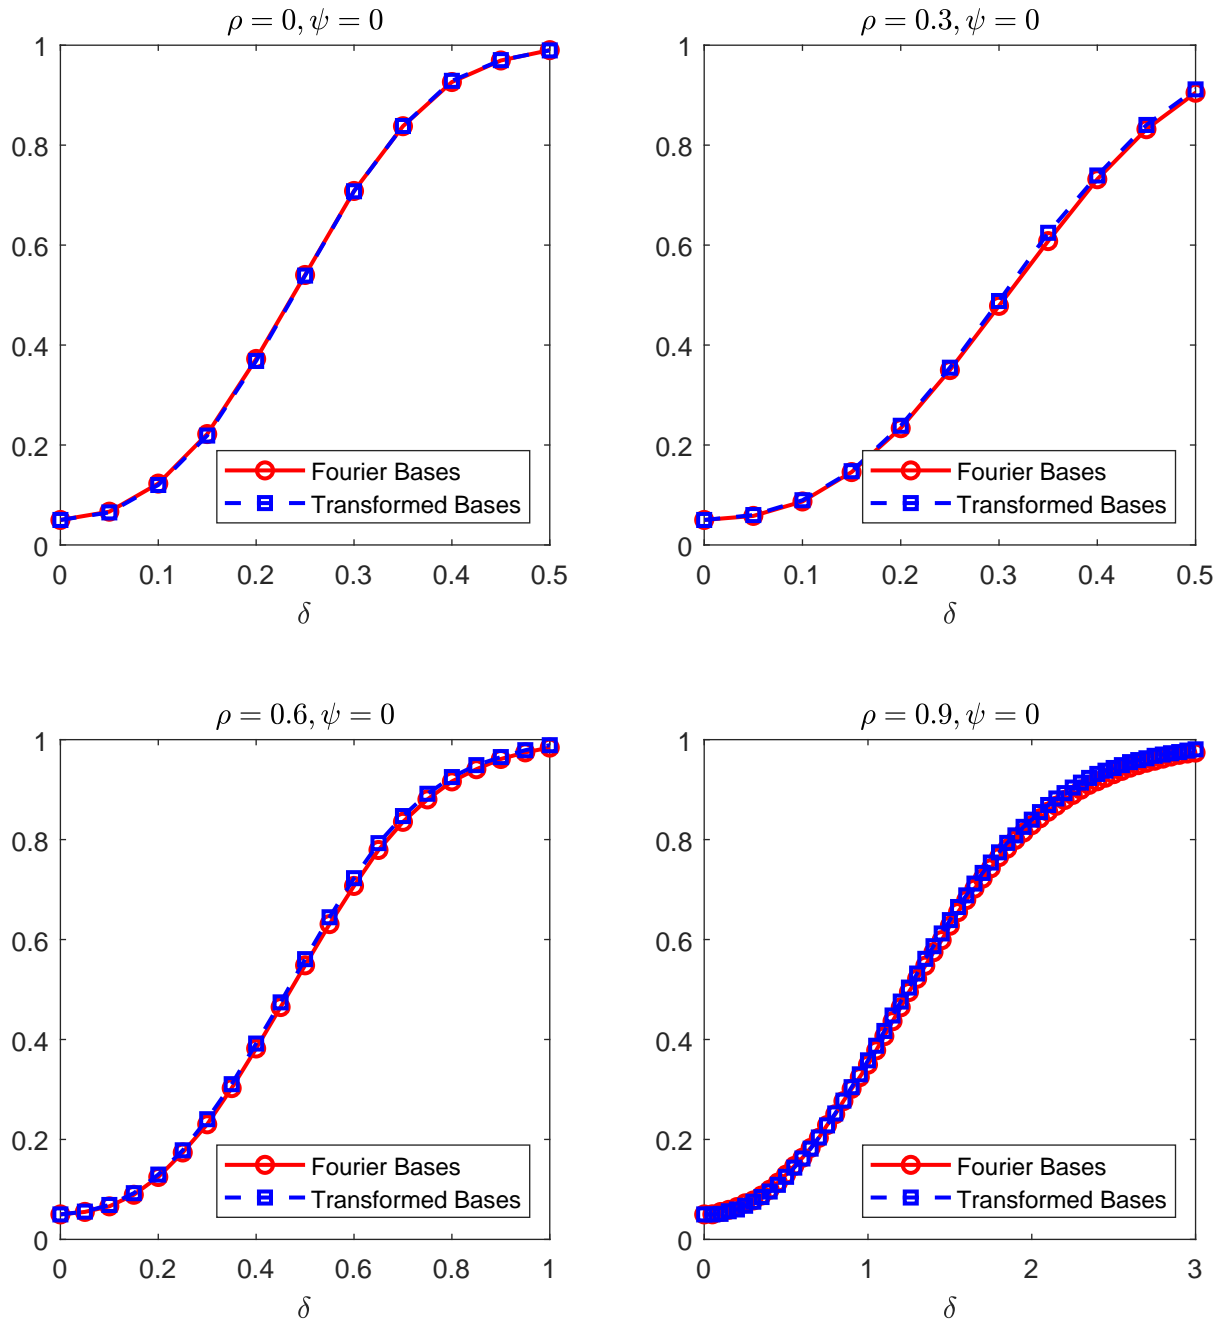 ρ = 0, ψ = 0
1
0.8
0.6
0.4
0.2
0
0 0.1 0.2 0.3 0.4 0.5
δ
Fourier Bases
Transformed Bases
ρ = 0.3, ψ = 0
1
0.8
0.6
0.4
0.2
0
0 0.1 0.2 0.3 0.4 0.5
δ
Fourier Bases
Transformed Bases
ρ = 0.6, ψ = 0
1
0.8
0.6
0.4
0.2
0
0 0.2 0.4 0.6 0.8 1
δ
Fourier Bases
Transformed Bases
ρ = 0.9, ψ = 0
1
0.8
0.6
0.4
0.2
0
0 1 2 3
δ
Fourier Bases
Transformed Bases